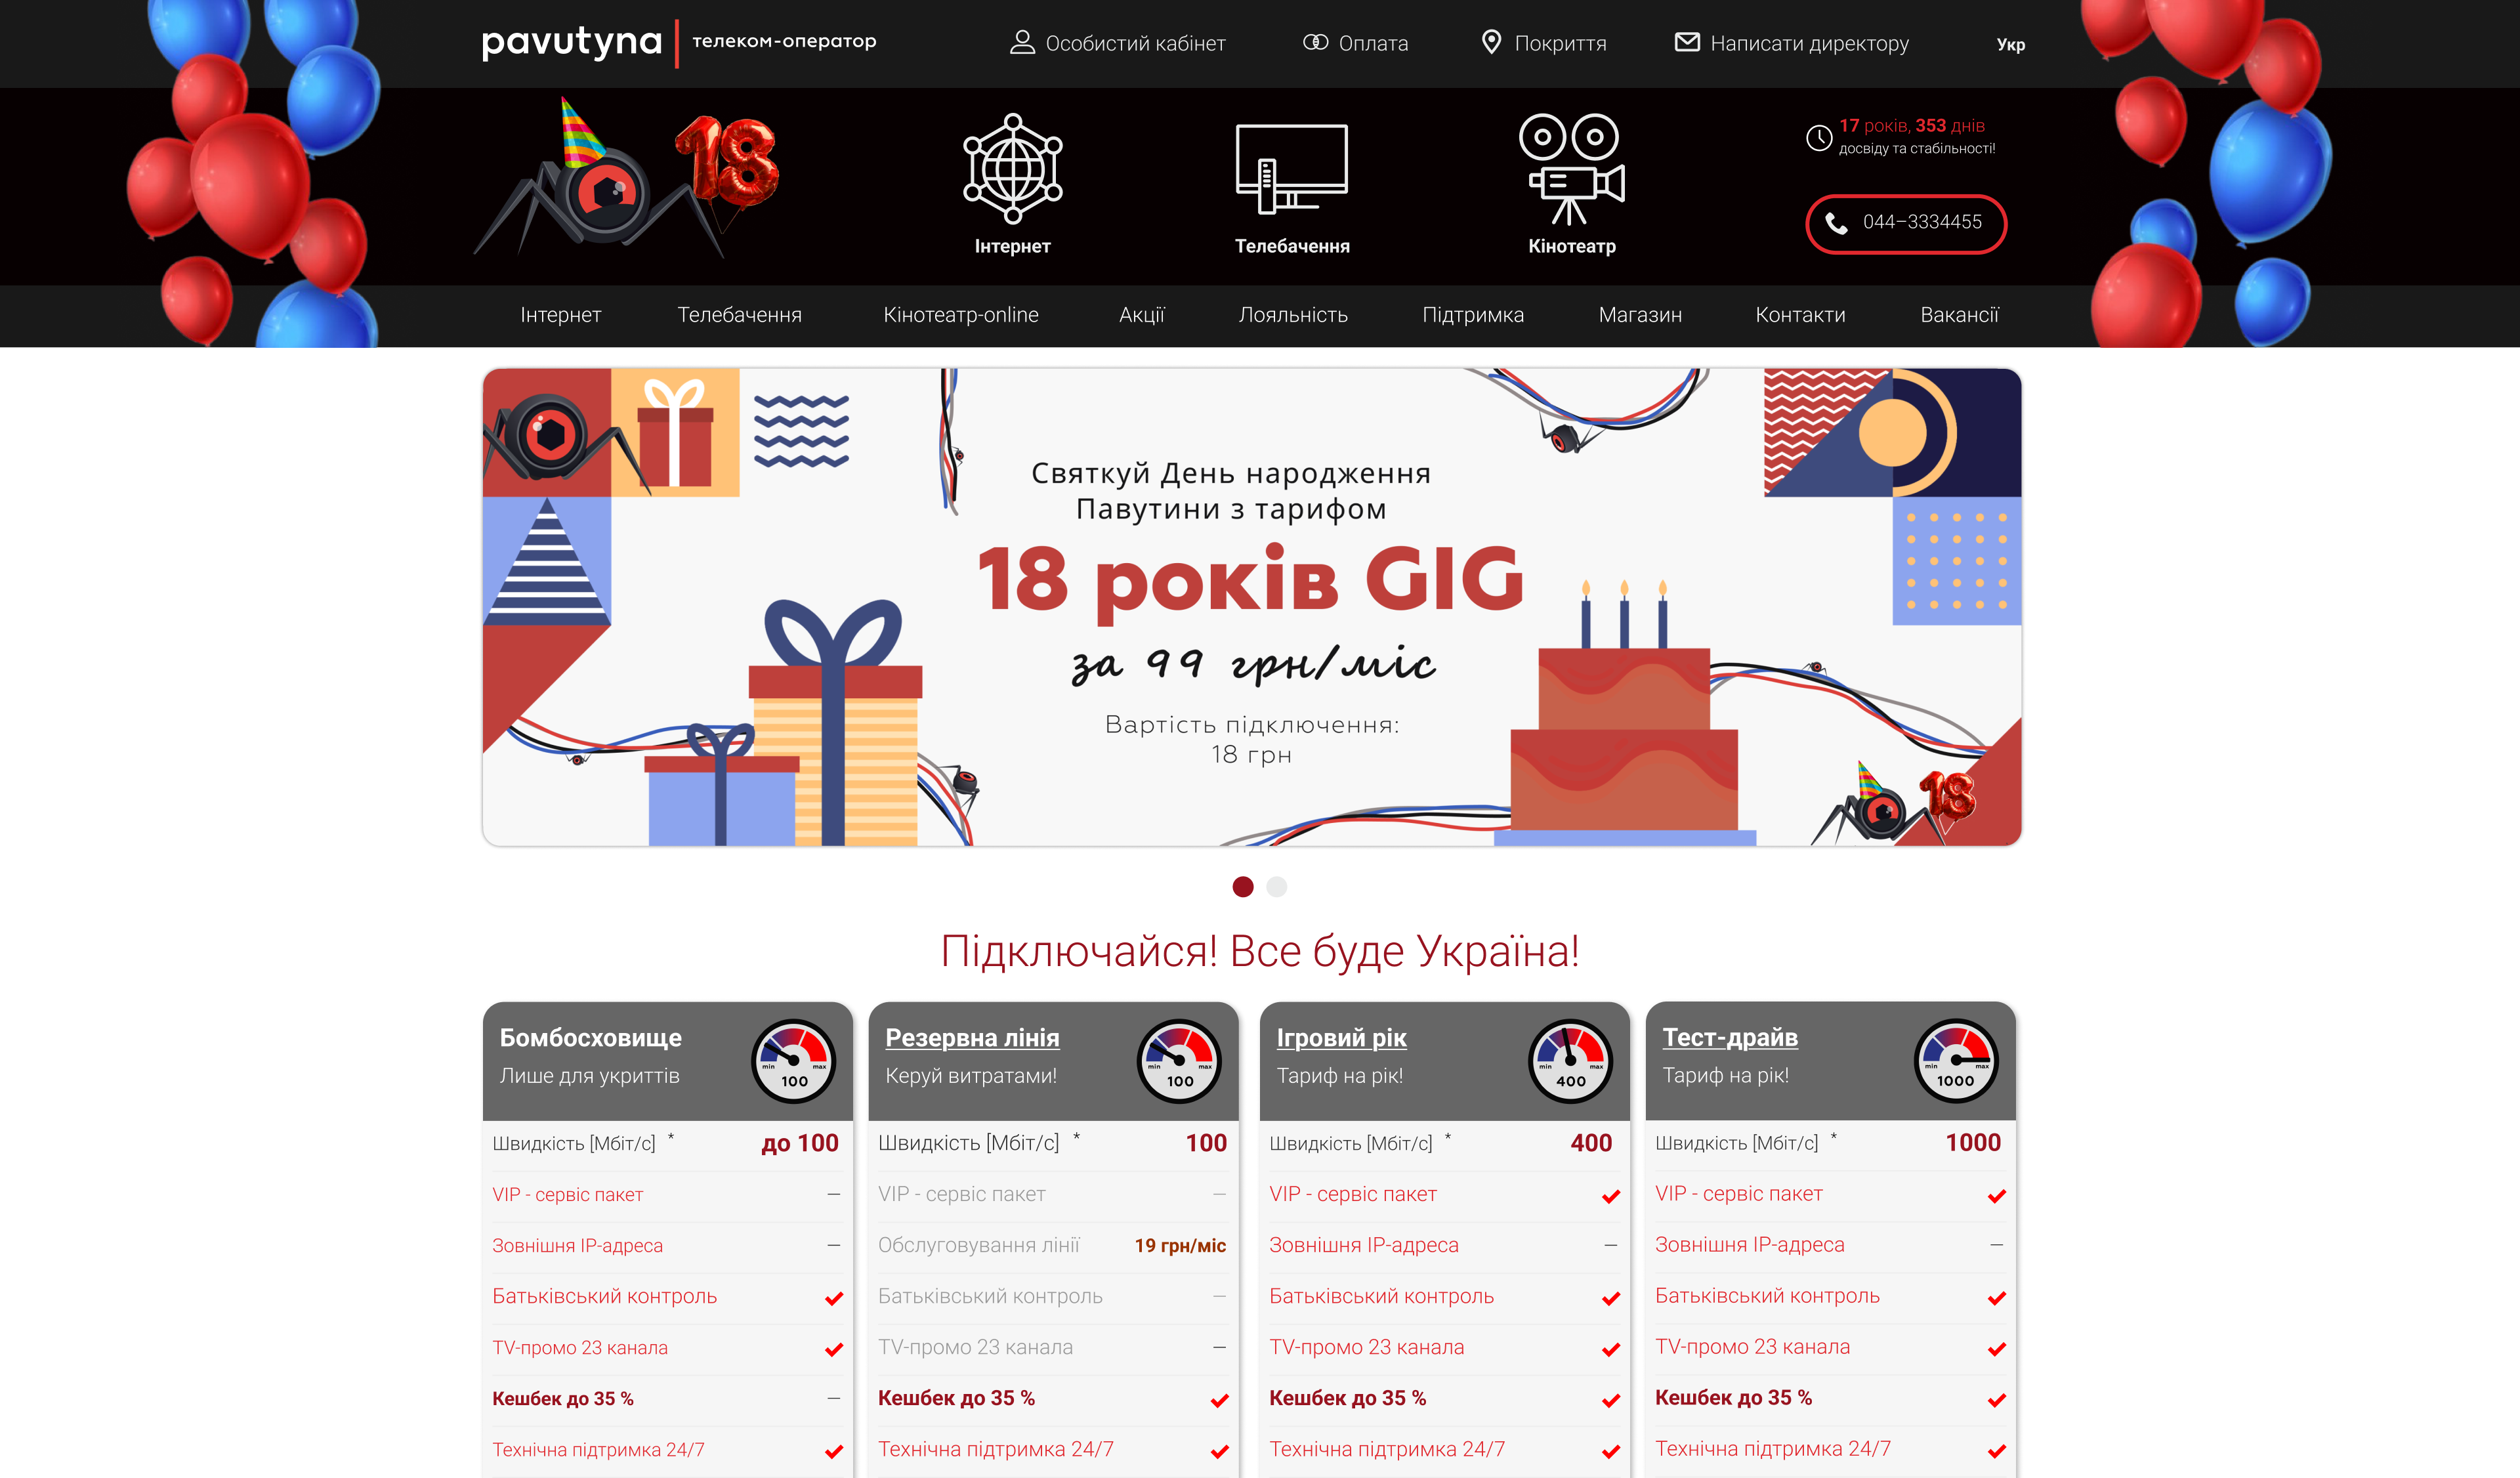 pavutyna | телеком-оператор
Особистий кабінет
Оплата
Покриття
Написати директору
Укр
18
Інтернет
Телебачення
Кінотеатр
17 років, 353 днів
досвіду та стабільності!
044–3334455
Інтернет
Телебачення
Кінотеатр-online
Акції
Лояльність
Підтримка
Магазин
Контакти
Вакансії
Святкуй День народження
Павутини з тарифом
18 років GIG
за 99 грн/міс
Вартість підключення:
18 грн
18
Підключайся! Все буде Україна!
Бомбосховище
Лише для укриттів
min max
100
Швидкість [Мбіт/с] * до 100
VIP - сервіс пакет –
Зовнішня IP-адреса –
Батьківський контроль
TV-промо 23 канала
Кешбек до 35 % –
Технічна підтримка 24/7
Резервна лінія
Керуй витратами!
min max
100
Швидкість [Мбіт/с] * 100
VIP - сервіс пакет –
Обслуговування лінії 19 грн/міс
Батьківський контроль –
TV-промо 23 канала –
Кешбек до 35 %
Технічна підтримка 24/7
Ігровий рік
Тариф на рік!
min max
400
Швидкість [Мбіт/с] * 400
VIP - сервіс пакет
Зовнішня IP-адреса –
Батьківський контроль
TV-промо 23 канала
Кешбек до 35 %
Технічна підтримка 24/7
Тест-драйв
Тариф на рік!
min max
1000
Швидкість [Мбіт/с] * 1000
VIP - сервіс пакет
Зовнішня IP-адреса –
Батьківський контроль
TV-промо 23 канала
Кешбек до 35 %
Технічна підтримка 24/7